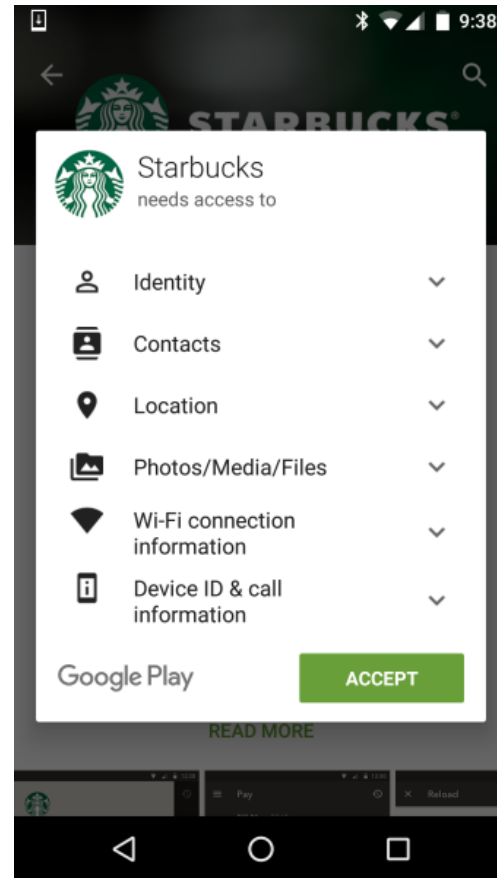 9:38
STARBUCKS®
Starbucks
needs access to
Identity
Contacts
Location
Photos/Media/Files
Wi-Fi connection
information
Device ID & call
information
Google Play
ACCEPT
READ MORE
Pay
Reload